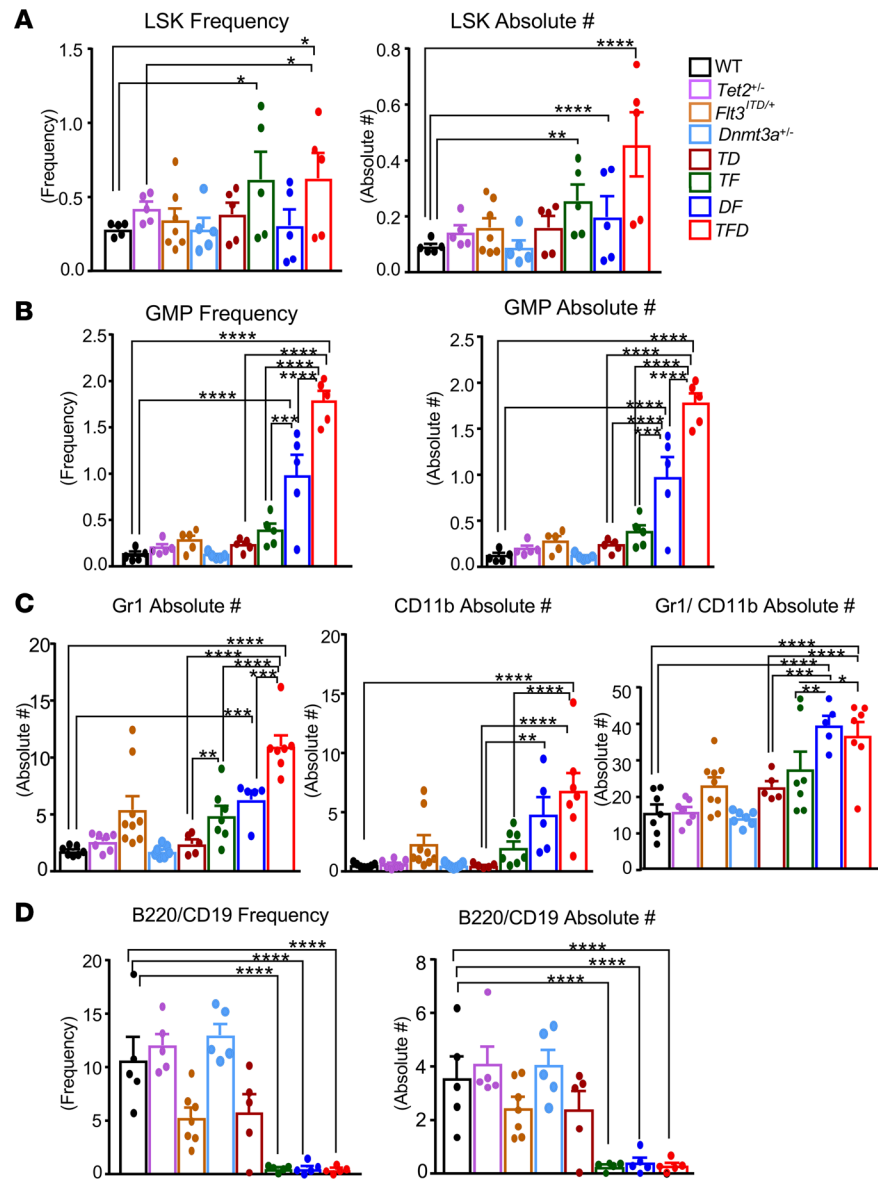 A
LSK Frequency
LSK Absolute #
(Frequency)
1.5
1.0
0.5
0.0
*
*
*
(Absolute #)
0.8
0.6
0.4
0.2
0.0
****
****
**
WT
Tet2+/-
Flt3ITD/+
Dnmt3a+/-
TD
TF
DF
TFD
B
GMP Frequency
GMP Absolute #
(Frequency)
2.5
2.0
1.5
1.0
0.5
0.0
****
****
****
****
****
***
(Absolute #)
2.5
2.0
1.5
1.0
0.5
0.0
****
****
****
****
****
****
***
C
Gr1 Absolute #
CD11b Absolute #
Gr1/ CD11b Absolute #
(Absolute #)
20
15
10
5
0
****
****
****
***
***
**
(Absolute #)
20
15
10
5
0
****
****
****
**
(Absolute #)
50
40
30
20
10
0
****
****
****
***
*
**
D
B220/CD19 Frequency
B220/CD19 Absolute #
(Frequency)
20
15
10
5
0
****
****
****
(Absolute #)
8
6
4
2
0
****
****
****